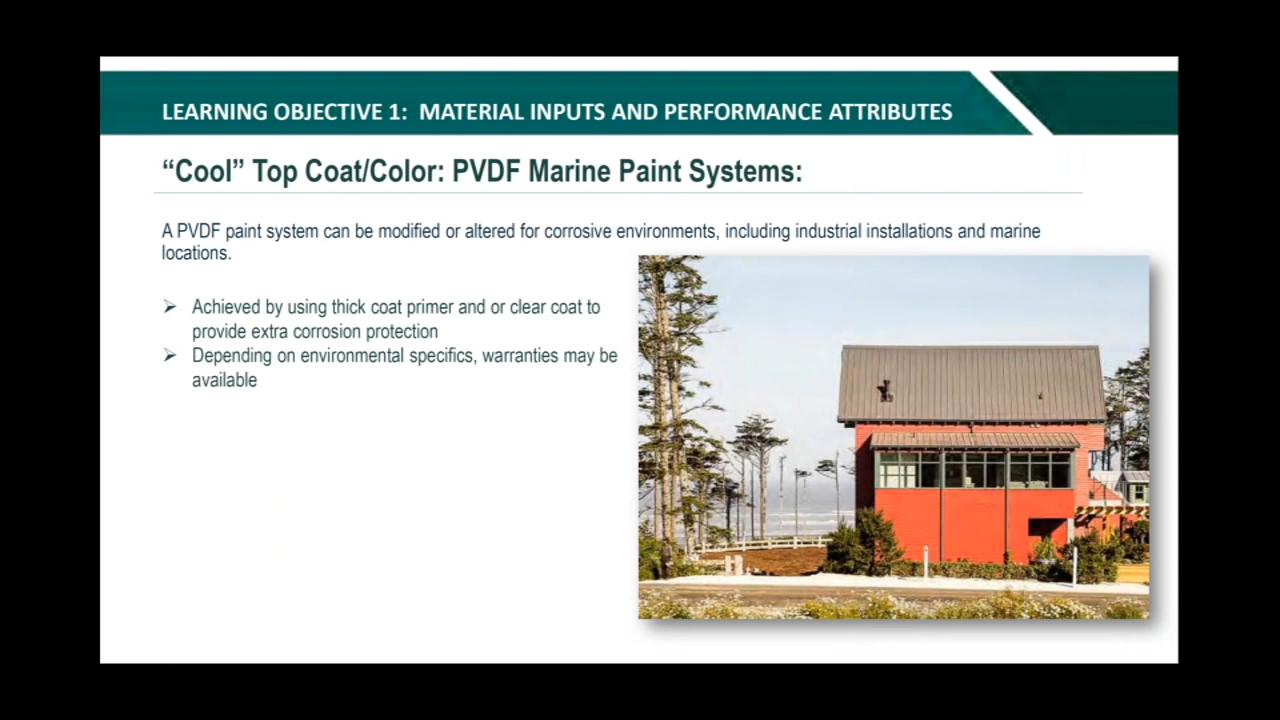 LEARNING OBJECTIVE 1: MATERIAL INPUTS AND PERFORMANCE ATTRIBUTES
“Cool” Top Coat/Color: PVDF Marine Paint Systems:
A PVDF paint system can be modified or altered for corrosive environments, including industrial installations and marine
locations.
➢ Achieved by using thick coat primer and or clear coat to
provide extra corrosion protection
➢ Depending on environmental specifics, warranties may be
available